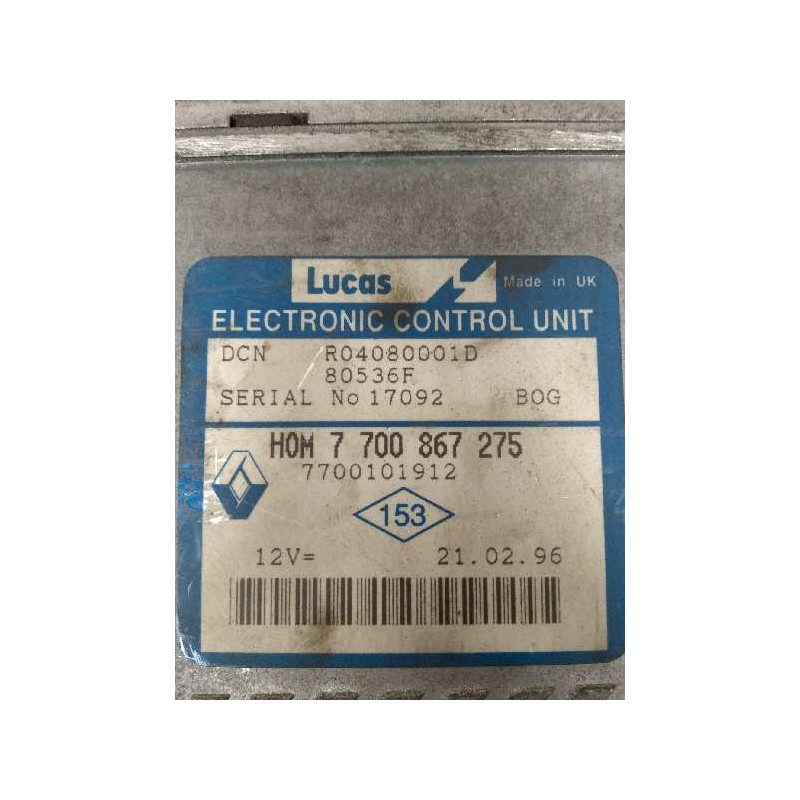 Lucas
Made in UK
ELECTRONIC CONTROL UNIT
DCN R04080001D
80536F
SERIAL No 17092 BOG
HOM 7 700 867 275
7700101912
153
12V= 21.02.96